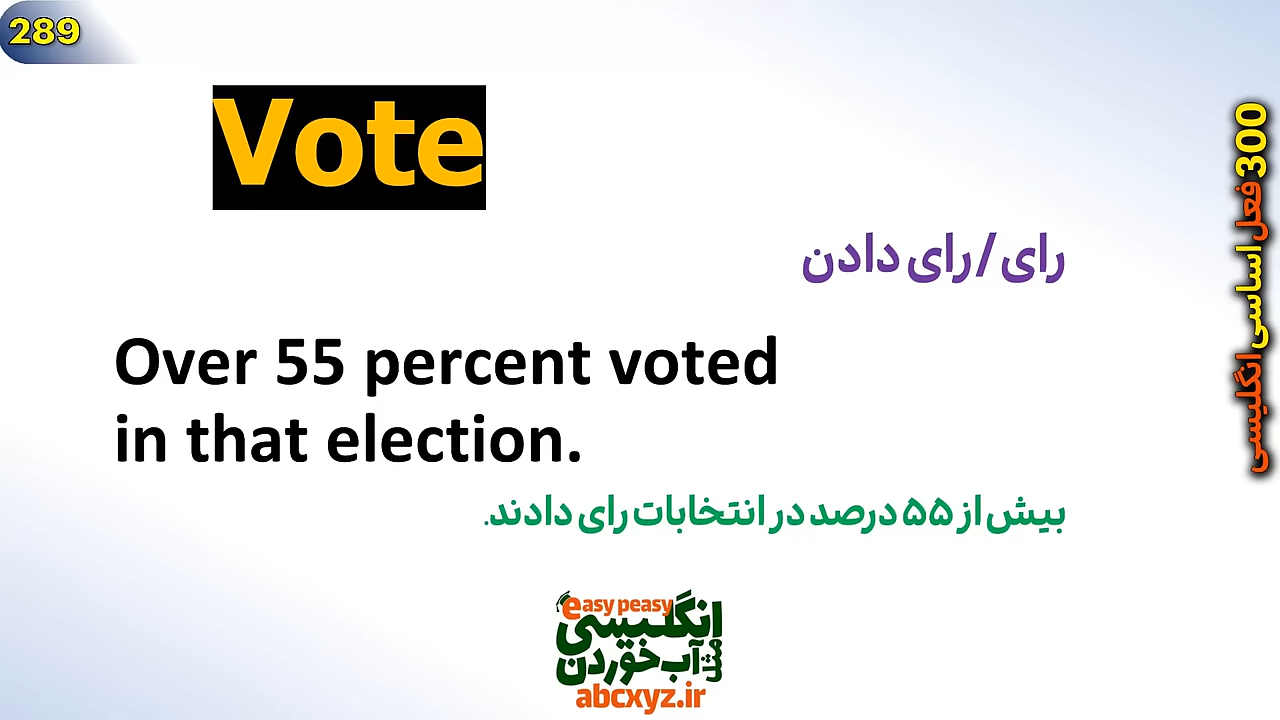 289
Vote
رای / رای دادن
Over 55 percent voted
in that election.
بیش از ۵۵ درصد در انتخابات رای دادند.
300 فعل اساسی انگلیسی
easy peasy
انگلیسی
مثل آب خوردن
abcxyz.ir